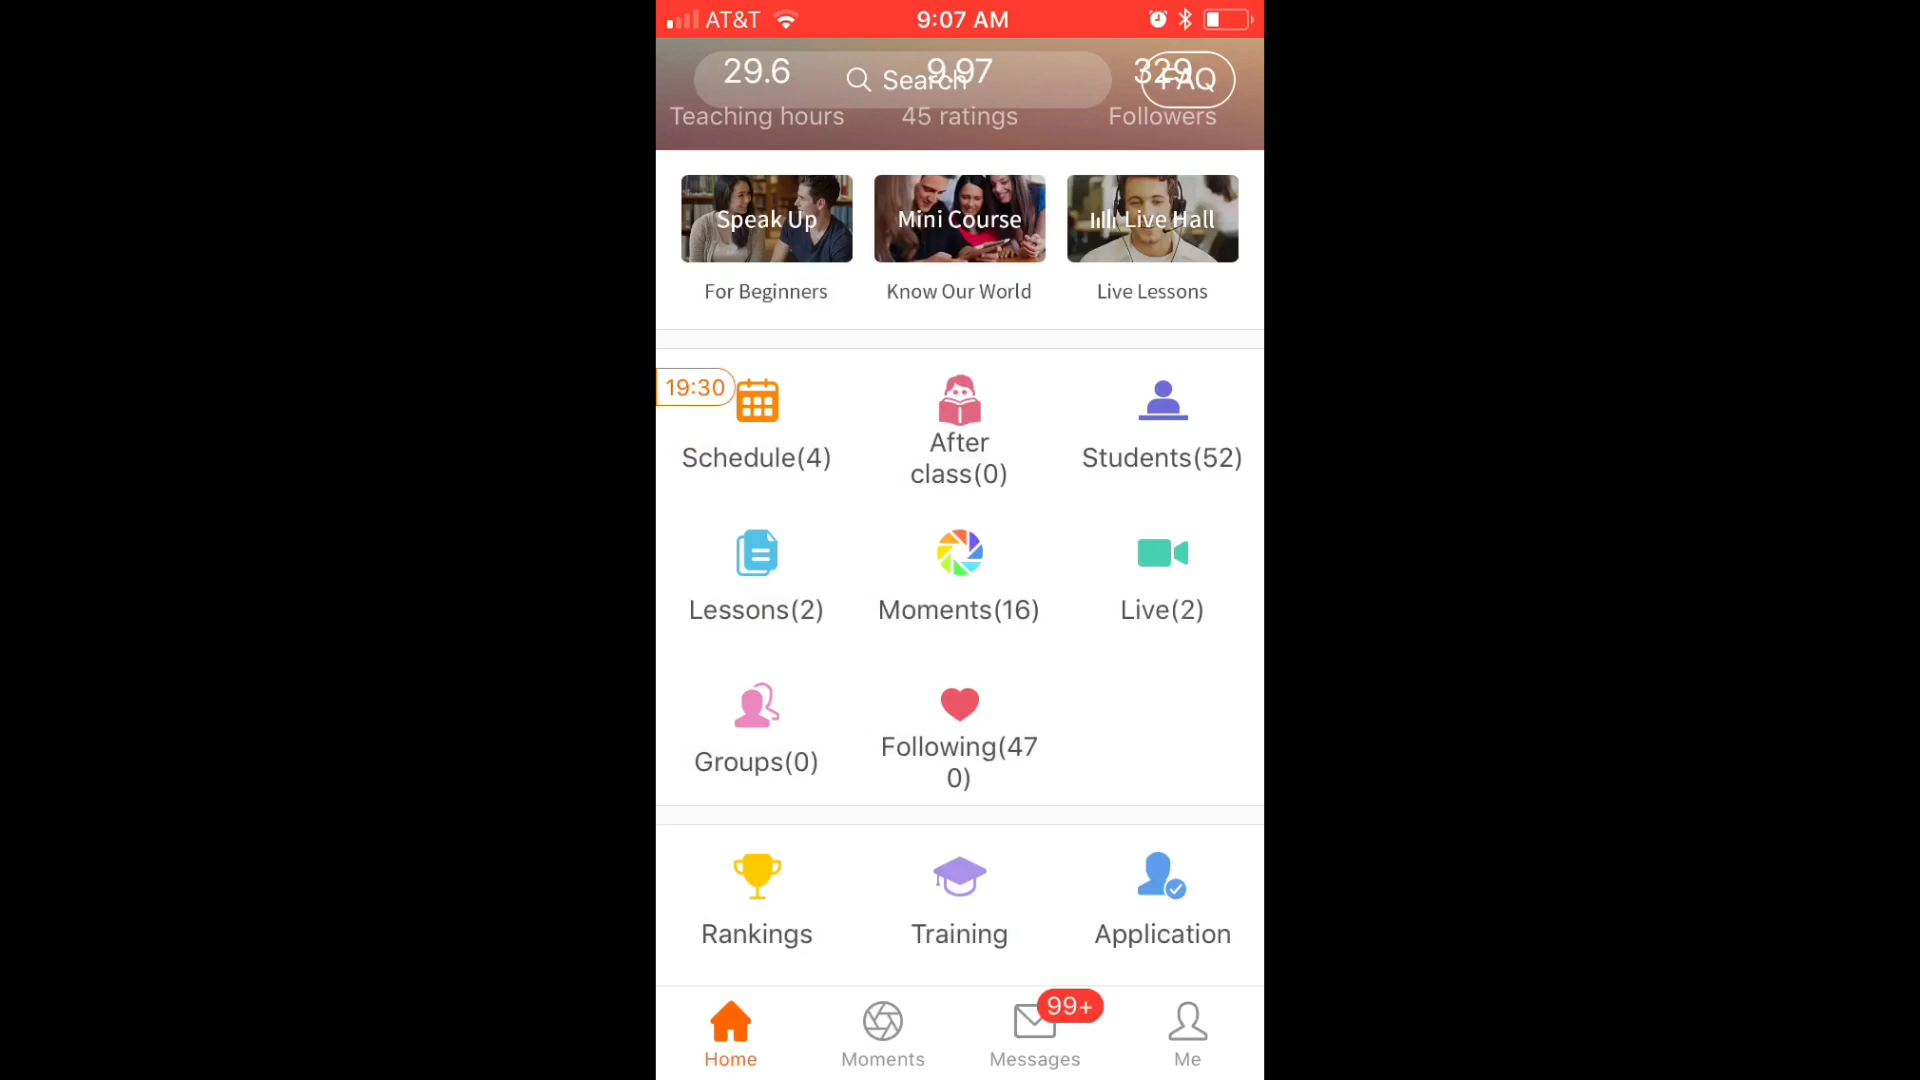 AT&T 9:07 AM
29.6 9.97 329
Search FAQ
Teaching hours 45 ratings Followers
Speak Up Mini Course Live Hall
For Beginners Know Our World Live Lessons
19:30
Schedule(4) After class(0) Students(52)
Lessons(2) Moments(16) Live(2)
Groups(0) Following(470)
Rankings Training Application
99+
Home Moments Messages Me